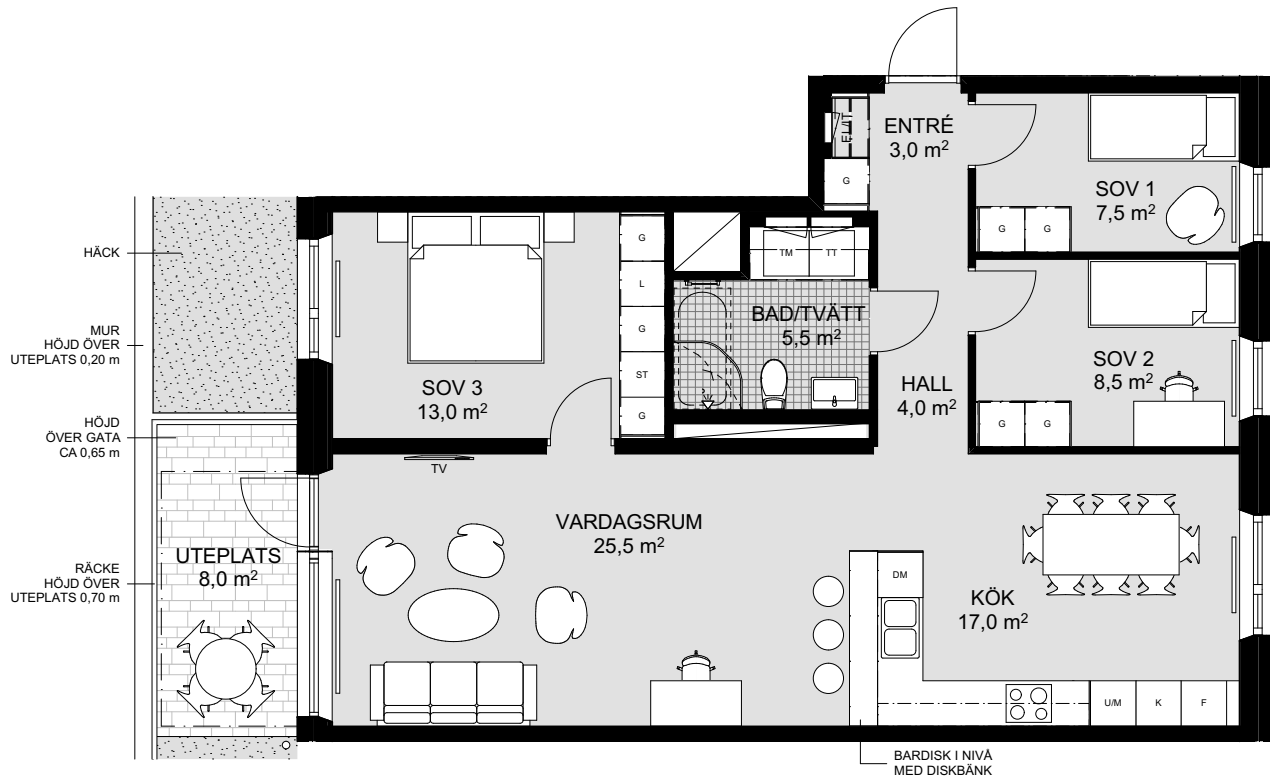 ENTRÉ
3,0 m²
ELIT
G
SOV 1
7,5 m²
G G
HÄCK
MUR
HÖJD ÖVER
UTEPLATS 0,20 m
HÖJD
ÖVER GATA
CA 0,65 m
RÄCKE
HÖJD ÖVER
UTEPLATS 0,70 m
SOV 3
13,0 m²
G
L
G
ST
G
TM TT
BAD/TVÄTT
5,5 m²
HALL
4,0 m²
SOV 2
8,5 m²
G G
TV
VARDAGSRUM
25,5 m²
UTEPLATS
8,0 m²
DM
KÖK
17,0 m²
U/M K F
BARDISK I NIVÅ
MED DISKBÄNK